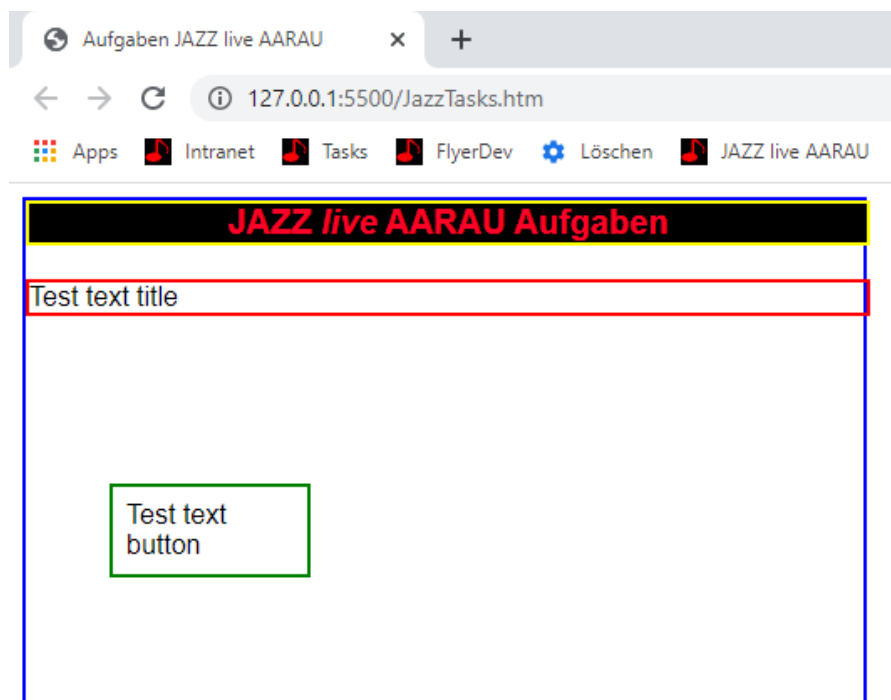 Aufgaben JAZZ live AARAU
127.0.0.1:5500/JazzTasks.htm
Apps Intranet Tasks FlyerDev Löschen JAZZ live AARAU
JAZZ live AARAU Aufgaben
Test text title
Test text
button